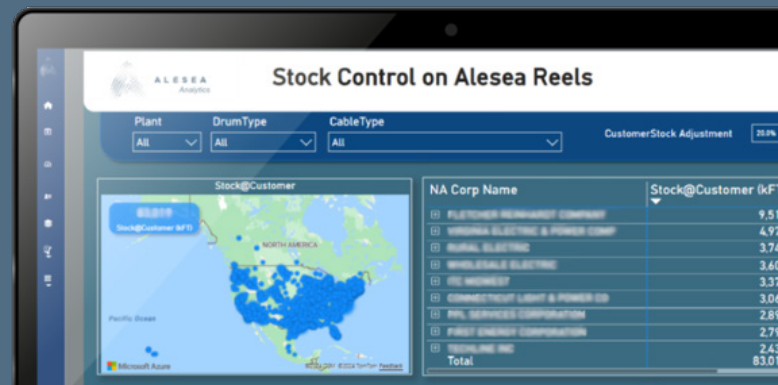 ALESEA
Analytics
Stock Control on Alesea Reels
Plant
DrumType
CableType
CustomerStock Adjustment
All
All
All
20.0%
Stock@Customer
Stock@Customer (kFT)
NORTH AMERICA
Pacific Ocean
Microsoft Azure
Feedback
NA Corp Name
Stock@Customer (kFT
FLETCHER REINHARDT COMPANY 9,51
VIRGINIA ELECTRIC & POWER COMP 4,97
RURAL ELECTRIC 3,74
WHOLESALE ELECTRIC 3,60
ITC MIDWEST 3,37
CONNECTICUT LIGHT & POWER CO 3,06
PPL SERVICES CORPORATION 2,89
FIRST ENERGY CORPORATION 2,79
TECHLINE INC 2,43
Total 83,01